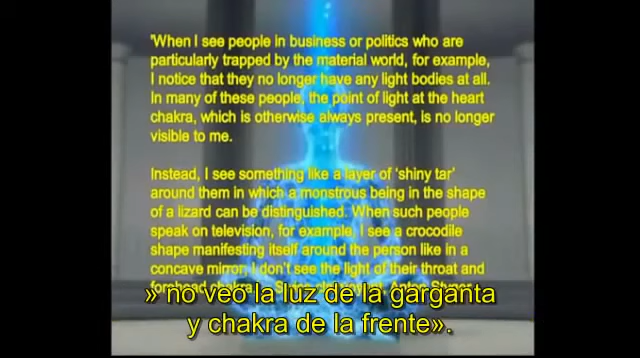 'When I see people in business or politics who are
particularly trapped by the material world, for example,
I notice that they no longer have any light bodies at all.
In many of these people, the point of light at the heart
chakra, which is otherwise always present, is no longer
visible to me.
Instead, I see something like a layer of 'shiny tar'
around them in which a monstrous being in the shape
of a lizard can be distinguished. When such people
speak on television, for example, I see a crocodile
shape manifesting itself around the person like in a
concave mirror; I don't see the light of their throat and
forehead chakra
» no veo la luz de la garganta
y chakra de la frente».